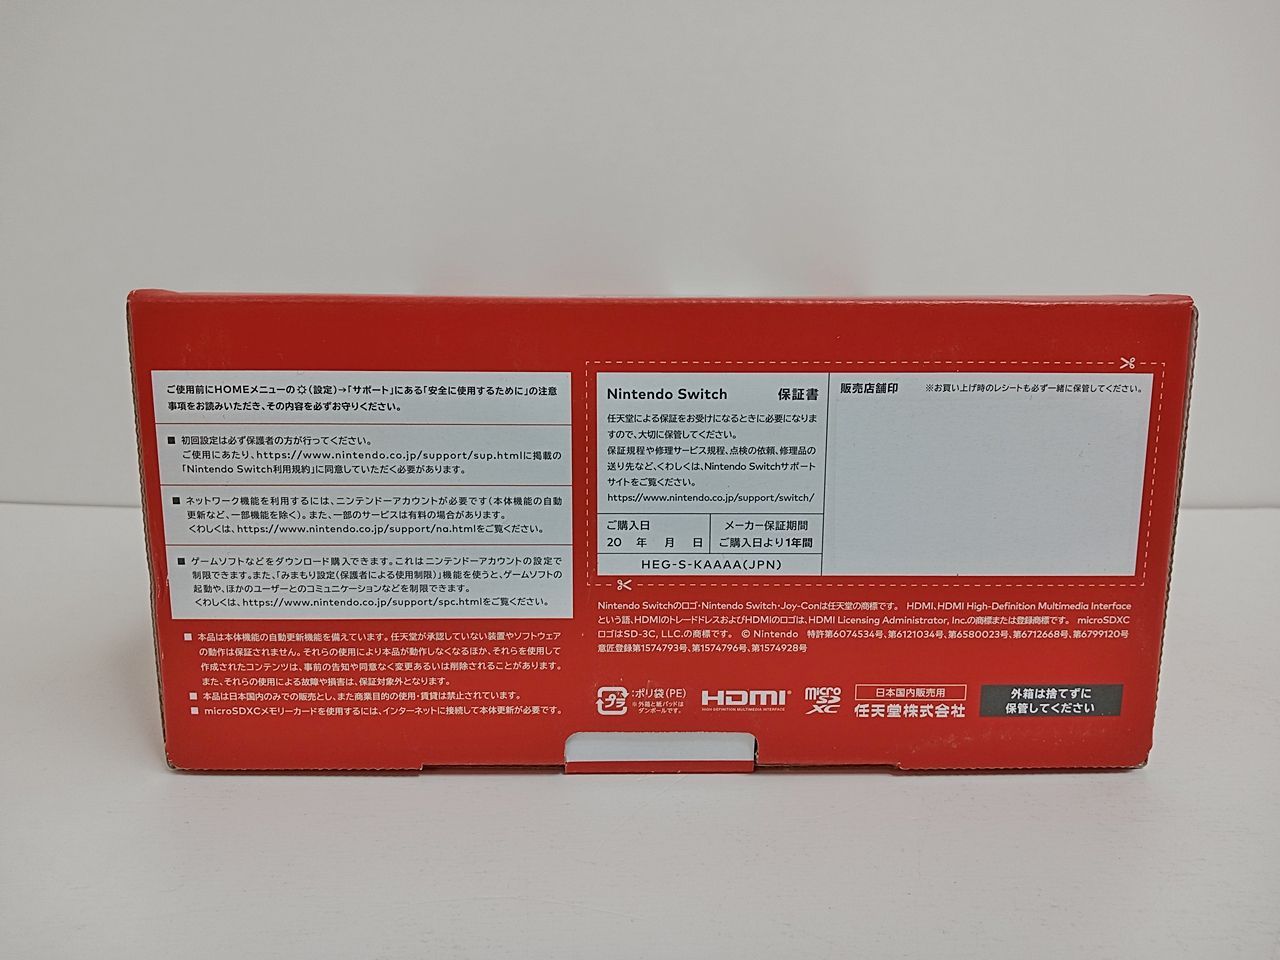 ご使用前にHOMEメニューの(設定)→「サポート」にある「安全に使用するために」の注意
事項をお読みいただき、その内容を必ずお守りください。
■ 初回設定は必ず保護者の方が行ってください。
ご使用にあたり、https://www.nintendo.co.jp/support/sup.htmlに掲載の
「Nintendo Switch利用規約」に同意していただく必要があります。
■ ネットワーク機能を利用するには、ニンテンドーアカウントが必要です(本体機能の自動
更新など、一部機能を除く)。また、一部のサービスは有料の場合があります。
くわしくは、https://www.nintendo.co.jp/support/na.htmlをご覧ください。
■ ゲームソフトなどをダウンロード購入できます。これはニンテンドーアカウントの設定で
制限できます。また、「みまもり設定(保護者による使用制限)」機能を使うと、ゲームソフトの
起動や、ほかのユーザーとのコミュニケーションなどを制限できます。
くわしくは、https://www.nintendo.co.jp/support/spc.htmlをご覧ください。
■ 本品は本体機能の自動更新機能を備えています。任天堂が承認していない装置やソフトウェア
の動作は保証されません。それらの使用により本品が動作しなくなるほか、それらを使用して
作成されたコンテンツは、事前の告知や同意なく変更あるいは削除されることがあります。
また、それらの使用による故障や損害は、保証対象外となります。
■ 本品は日本国内のみでの販売とし、また商業目的の使用・賃貸は禁止されています。
■ microSDXCメモリーカードを使用するには、インターネットに接続して本体更新が必要です。
Nintendo Switch 保証書
任天堂による保証をお受けになるときに必要になりま
すので、大切に保管してください。
保証規程や修理サービス規程、点検の依頼、修理品の
送り先など、くわしくは、Nintendo Switchサポート
サイトをご覧ください。
https://www.nintendo.co.jp/support/switch/
ご購入日
20 年 月 日
メーカー保証期間
ご購入日より1年間
HEG-S-KAAAA(JPN)
販売店舗印 ※お買い上げ時のレシートも必ず一緒に保管してください。
Nintendo Switchのロゴ・Nintendo Switch・Joy-Conは任天堂の商標です。 HDMI、HDMI High-Definition Multimedia Interface
という語、HDMIのトレードドレスおよびHDMIのロゴは、HDMI Licensing Administrator, Inc.の商標または登録商標です。 microSDXC
ロゴはSD-3C, LLC.の商標です。 © Nintendo 特許第6074534号、第6121034号、第6580023号、第6712668号、第6799120号
意匠登録第1574793号、第1574796号、第1574928号
プラ
:ポリ袋(PE)
※外箱と紙パッドは
ダンボールです。
HDMI®
HIGH-DEFINITION MULTIMEDIA INTERFACE
micro
SD
XC
日本国内販売用
任天堂株式会社
外箱は捨てずに
保管してください